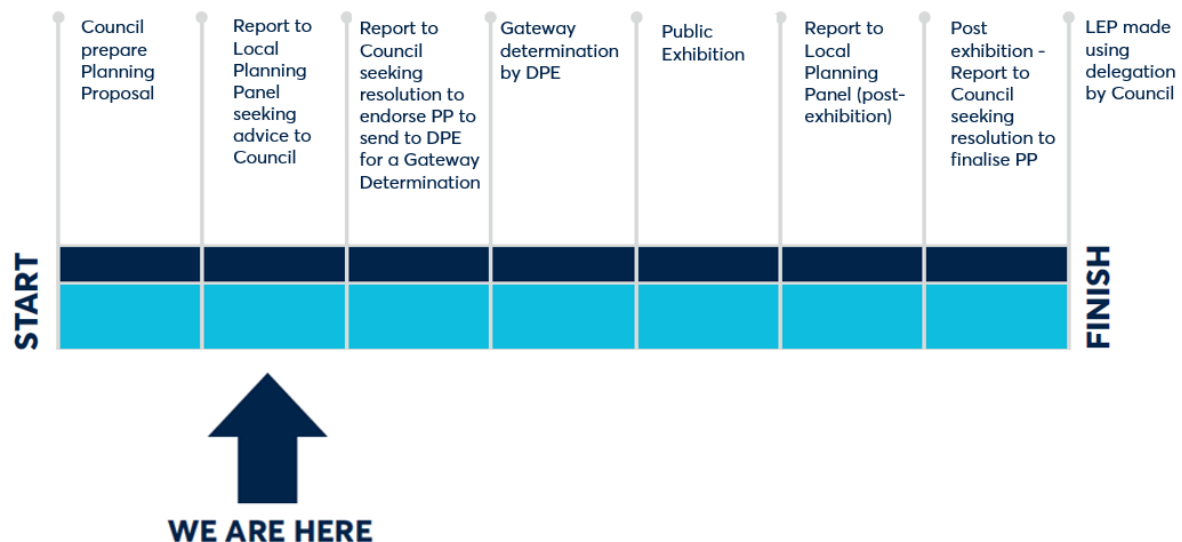 Council
prepare
Planning
Proposal
Report to
Local
Planning
Panel
seeking
advice to
Council
Report to
Council
seeking
resolution to
endorse PP to
send to DPE
for a Gateway
Determination
Gateway
determination
by DPE
Public
Exhibition
Report to
Local
Planning
Panel (post-
exhibition)
Post
exhibition -
Report to
Council
seeking
resolution to
finalise PP
LEP made
using
delegation
by Council
START
FINISH
WE ARE HERE